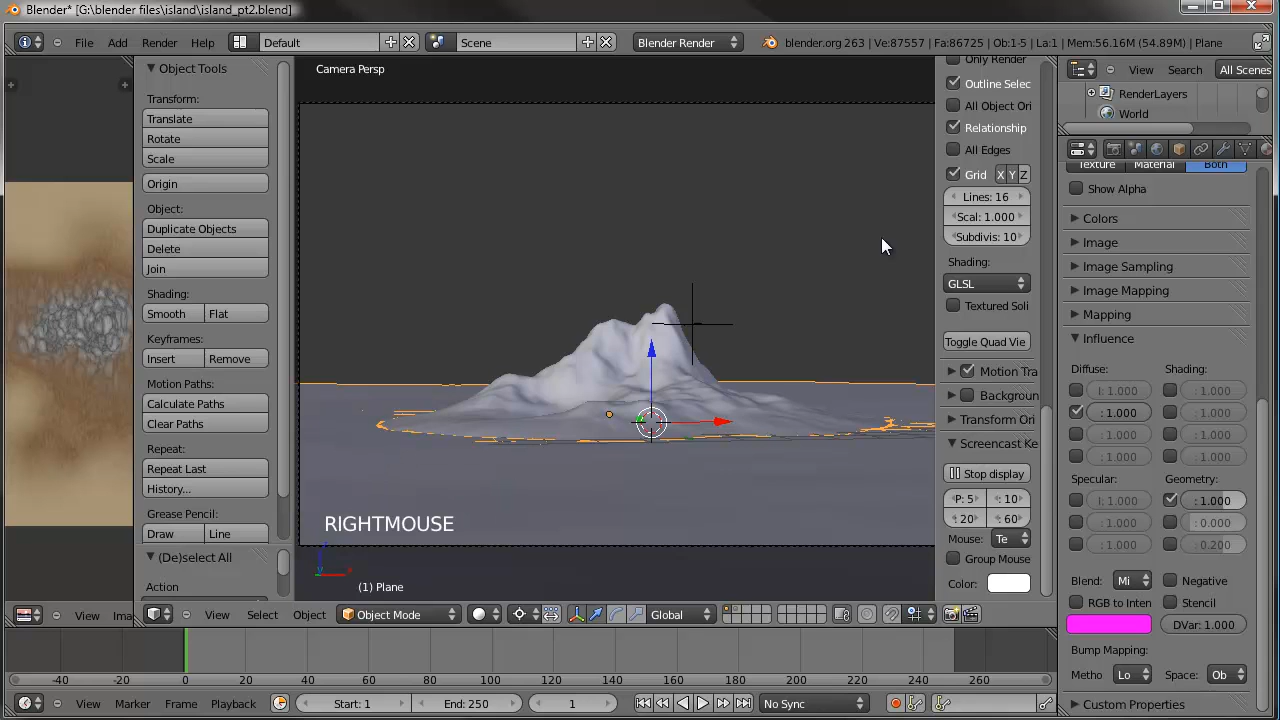 Blender* [G:\blender files\island\island_pt2.blend]
File Add Render Help Default Scene Blender Render blender.org 263 | Ve:87557 | Fa:86725 | Ob:1-5 | La:1 | Mem:56.16M (54.89M) | Plane
Object Tools
Transform:
Translate
Rotate
Scale
Origin
Object:
Duplicate Objects
Delete
Join
Shading:
Smooth Flat
Keyframes:
Insert Remove
Motion Paths:
Calculate Paths
Clear Paths
Repeat:
Repeat Last
History...
Grease Pencil:
Draw Line
(De)select All
Action
Camera Persp
RIGHTMOUSE
(1) Plane
Only Render
Outline Selec
All Object Ori
Relationship
All Edges
Grid X Y Z
Lines: 16
Scal: 1.000
Subdivis: 10
Shading:
GLSL
Textured Soli
Toggle Quad Vie
Motion Tra
Backgroun
Transform Ori
Screencast Ke
Stop display
P: 5 : 10
20 : 60
Mouse: Te
Group Mouse
Color:
View Search All Scenes
RenderLayers
World
Texture Material Both
Show Alpha
Colors
Image
Image Sampling
Image Mapping
Mapping
Influence
Diffuse: Shading:
I: 1.000 : 1.000
: 1.000 : 1.000
: 1.000 : 1.000
: 1.000 : 1.000
Specular: Geometry:
I: 1.000 : 1.000
: 1.000 : 0.000
: 1.000 : 0.200
Blend: Mi Negative
RGB to Inten Stencil
DVar: 1.000
Bump Mapping:
Metho Lo Space: Ob
Custom Properties
View Ima View Select Object Object Mode Global
-40 -20 0 20 40 60 80 100 120 140 160 180 200 220 240 260
View Marker Frame Playback Start: 1 End: 250 1 No Sync